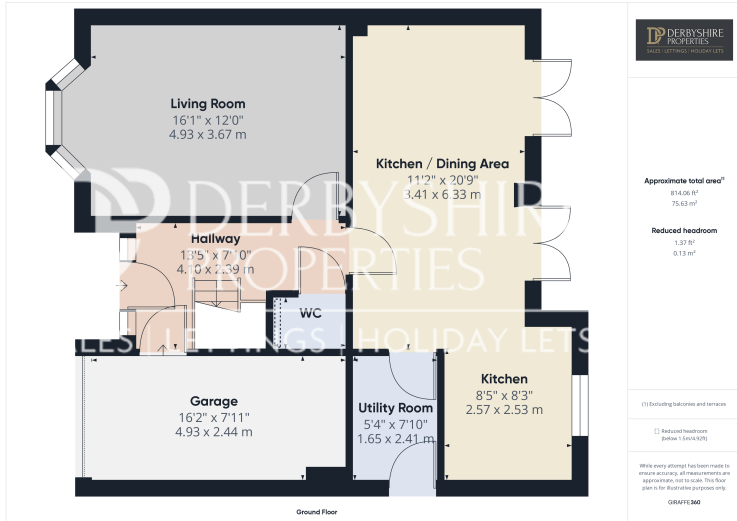 Living Room
16'1" x 12'0"
4.93 x 3.67 m
Kitchen / Dining Area
11'2" x 20'9"
3.41 x 6.33 m
Hallway
13'5" x 7'10"
4.10 x 2.39 m
WC
Garage
16'2" x 7'11"
4.93 x 2.44 m
Utility Room
5'4" x 7'10"
1.65 x 2.41 m
Kitchen
8'5" x 8'3"
2.57 x 2.53 m
Ground Floor
DERBYSHIRE
PROPERTIES
SALES | LETTINGS | HOLIDAY LETS
DERBYSHIRE
PROPERTIES
SALES | LETTINGS | HOLIDAY LETS
Approximate total area(1)
814.06 ft²
75.63 m²
Reduced headroom
1.37 ft²
0.13 m²
(1) Excluding balconies and terraces
Reduced headroom
(below 1.5m/4.92ft)
While every attempt has been made to
ensure accuracy, all measurements are
approximate, not to scale. This floor
plan is for illustrative purposes only.
GIRAFFE360